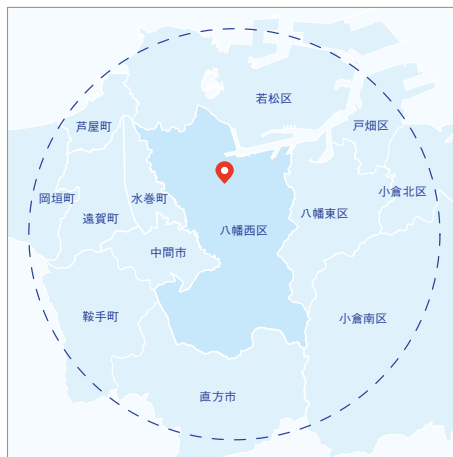 若松区
芦屋町
戸畑区
岡垣町
水巻町
小倉北区
遠賀町
八幡東区
八幡西区
中間市
鞍手町
小倉南区
直方市